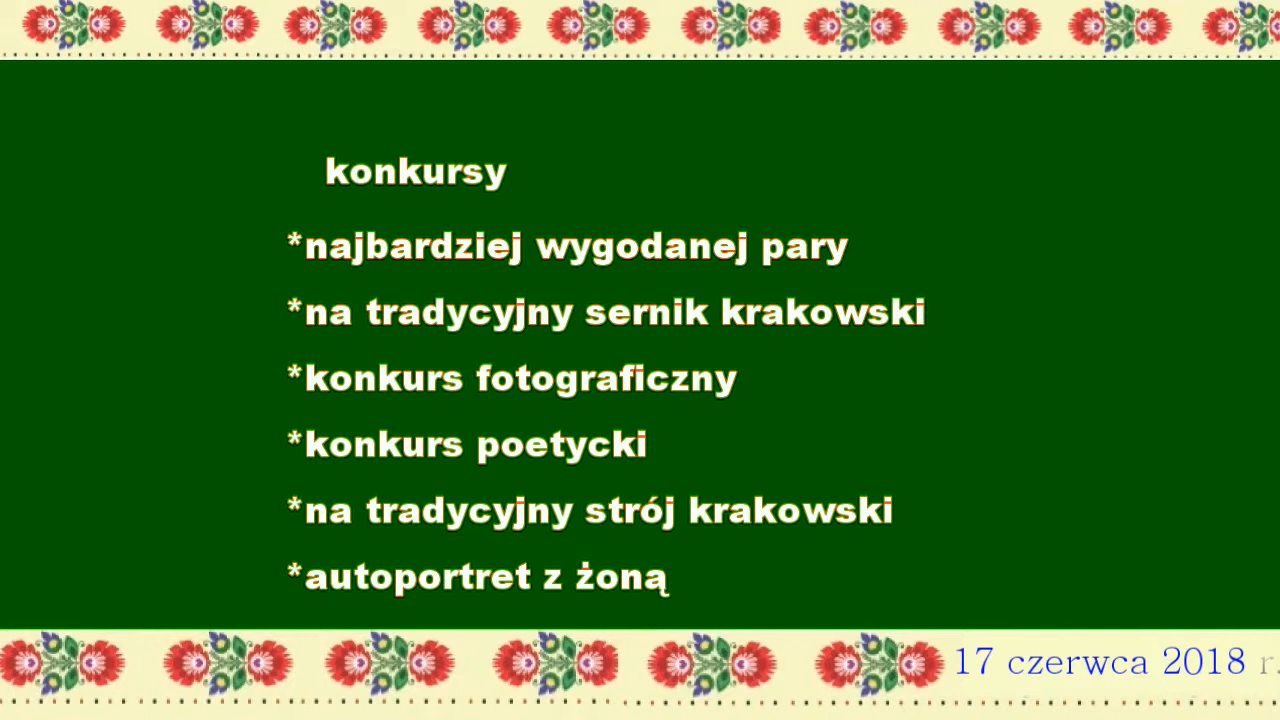 konkursy
*najbardziej wygodanej pary
*na tradycyjny sernik krakowski
*konkurs fotograficzny
*konkurs poetycki
*na tradycyjny strój krakowski
*autoportret z żoną
17 czerwca 2018 r.